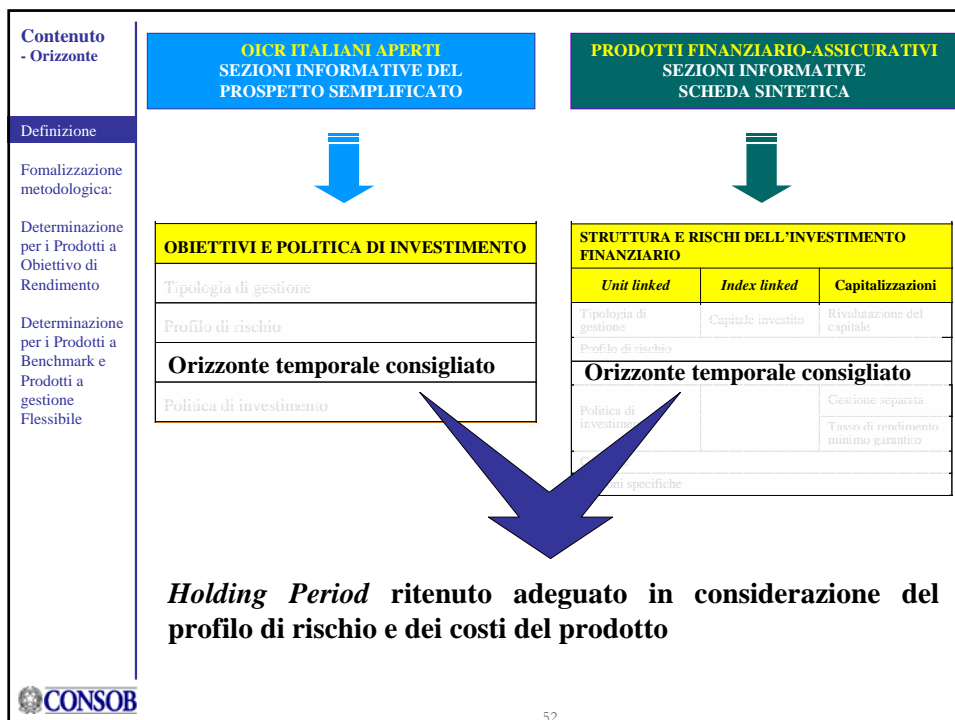 Contenuto
- Orizzonte
Definizione
Fomalizzazione
metodologica:
Determinazione
per i Prodotti a
Obiettivo di
Rendimento
Determinazione
per i Prodotti a
Benchmark e
Prodotti a
gestione
Flessibile
OICR ITALIANI APERTI
SEZIONI INFORMATIVE DEL
PROSPETTO SEMPLIFICATO
PRODOTTI FINANZIARIO-ASSICURATIVI
SEZIONI INFORMATIVE
SCHEDA SINTETICA
OBIETTIVI E POLITICA DI INVESTIMENTO
Tipologia di gestione
Profilo di rischio
Orizzonte temporale consigliato
Politica di investimento
STRUTTURA E RISCHI DELL'INVESTIMENTO
FINANZIARIO
Unit linked Index linked Capitalizzazioni
Tipologia di
gestione
Capitale investito
Rivalutazione del
capitale
Profilo di rischio
Orizzonte temporale consigliato
Politica di
Gestione separata
Tasso di rendimento
minimo garantito
specifiche
Holding Period ritenuto adeguato in considerazione del
profilo di rischio e dei costi del prodotto
CONSOB
52